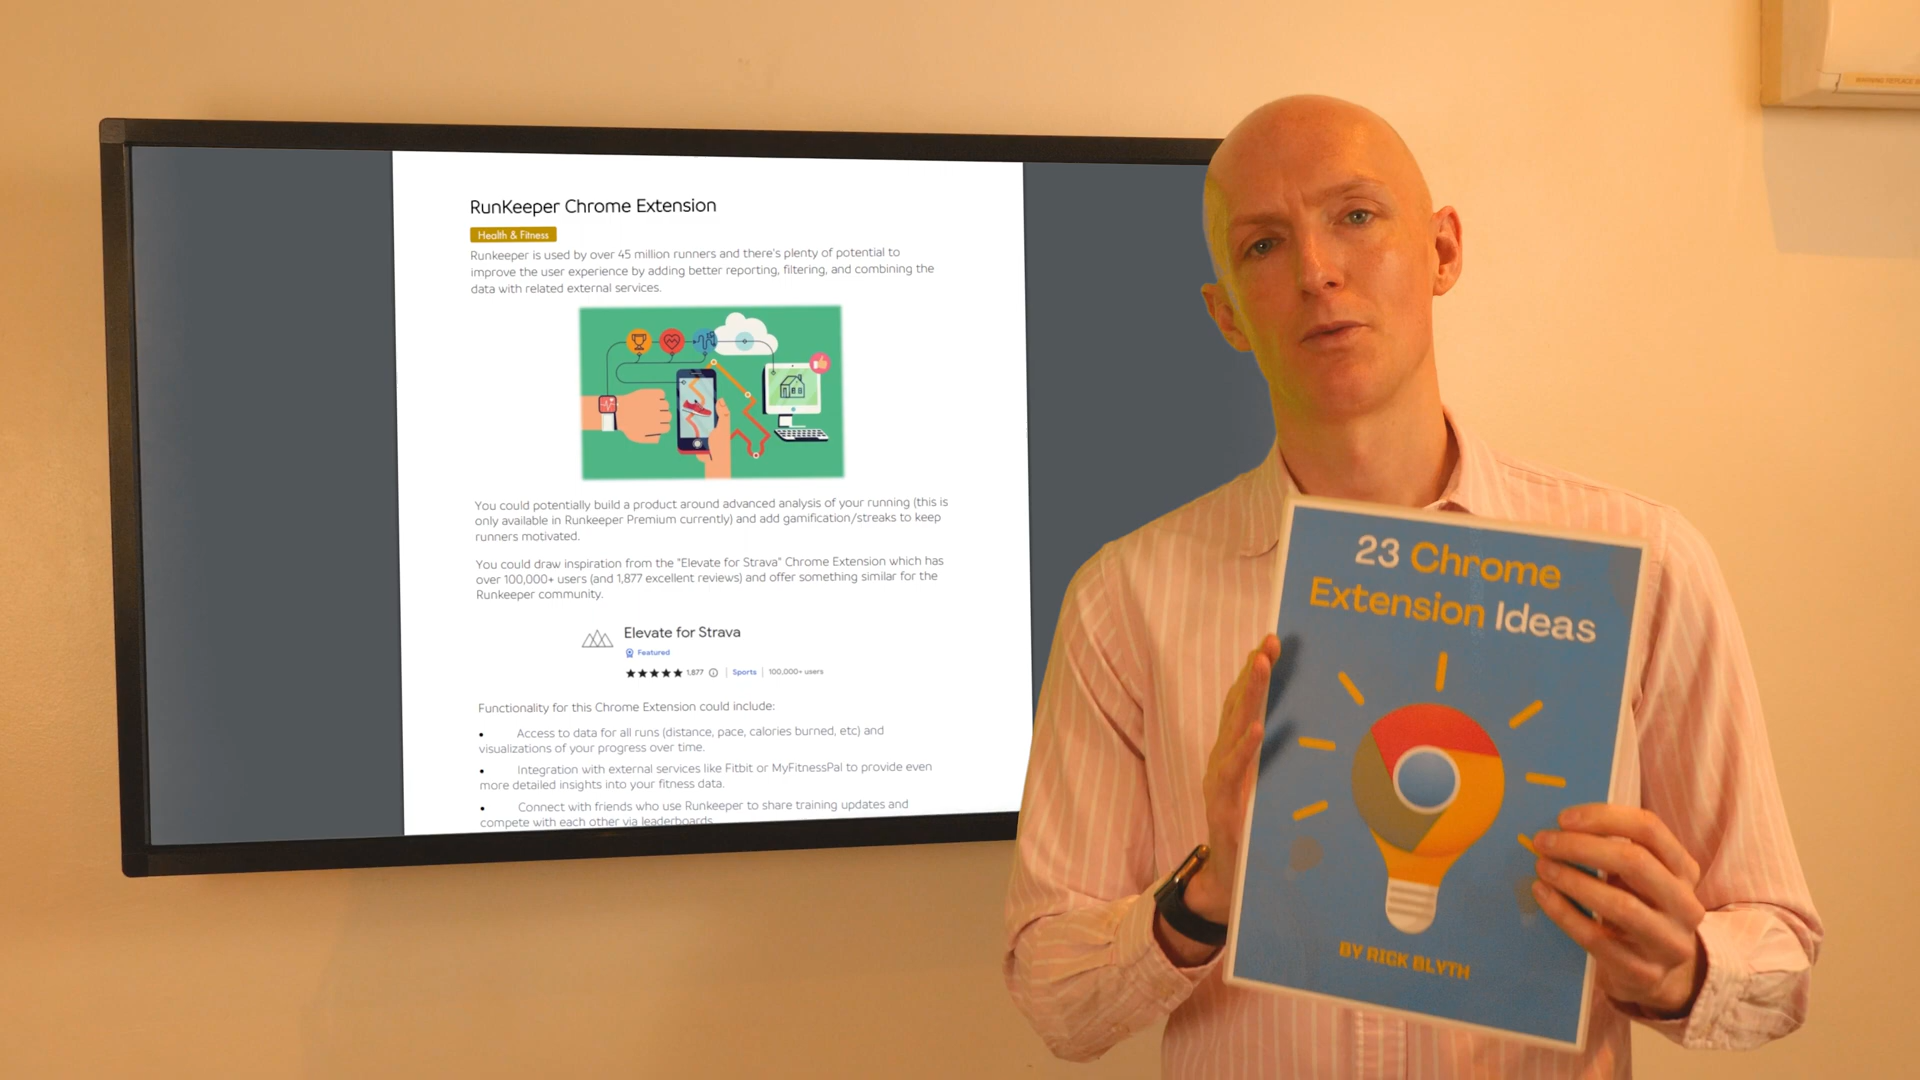 RunKeeper Chrome Extension
Health & Fitness
Runkeeper is used by over 45 million runners and there's plenty of potential to
improve the user experience by adding better reporting, filtering, and combining the
data with related external services.
You could potentially build a product around advanced analysis of your running (this is
only available in Runkeeper Premium currently) and add gamification/streaks to keep
runners motivated.
You could draw inspiration from the "Elevate for Strava" Chrome Extension which has
over 100,000+ users (and 1,877 excellent reviews) and offer something similar for the
Runkeeper community.
Elevate for Strava
Featured
1,877 Sports 100,000+ users
Functionality for this Chrome Extension could include:
• Access to data for all runs (distance, pace, calories burned, etc) and
visualizations of your progress over time.
• Integration with external services like Fitbit or MyFitnessPal to provide even
more detailed insights into your fitness data.
• Connect with friends who use Runkeeper to share training updates and
compete with each other via leaderboards.
23 Chrome
Extension Ideas
BY RICK BLYTH